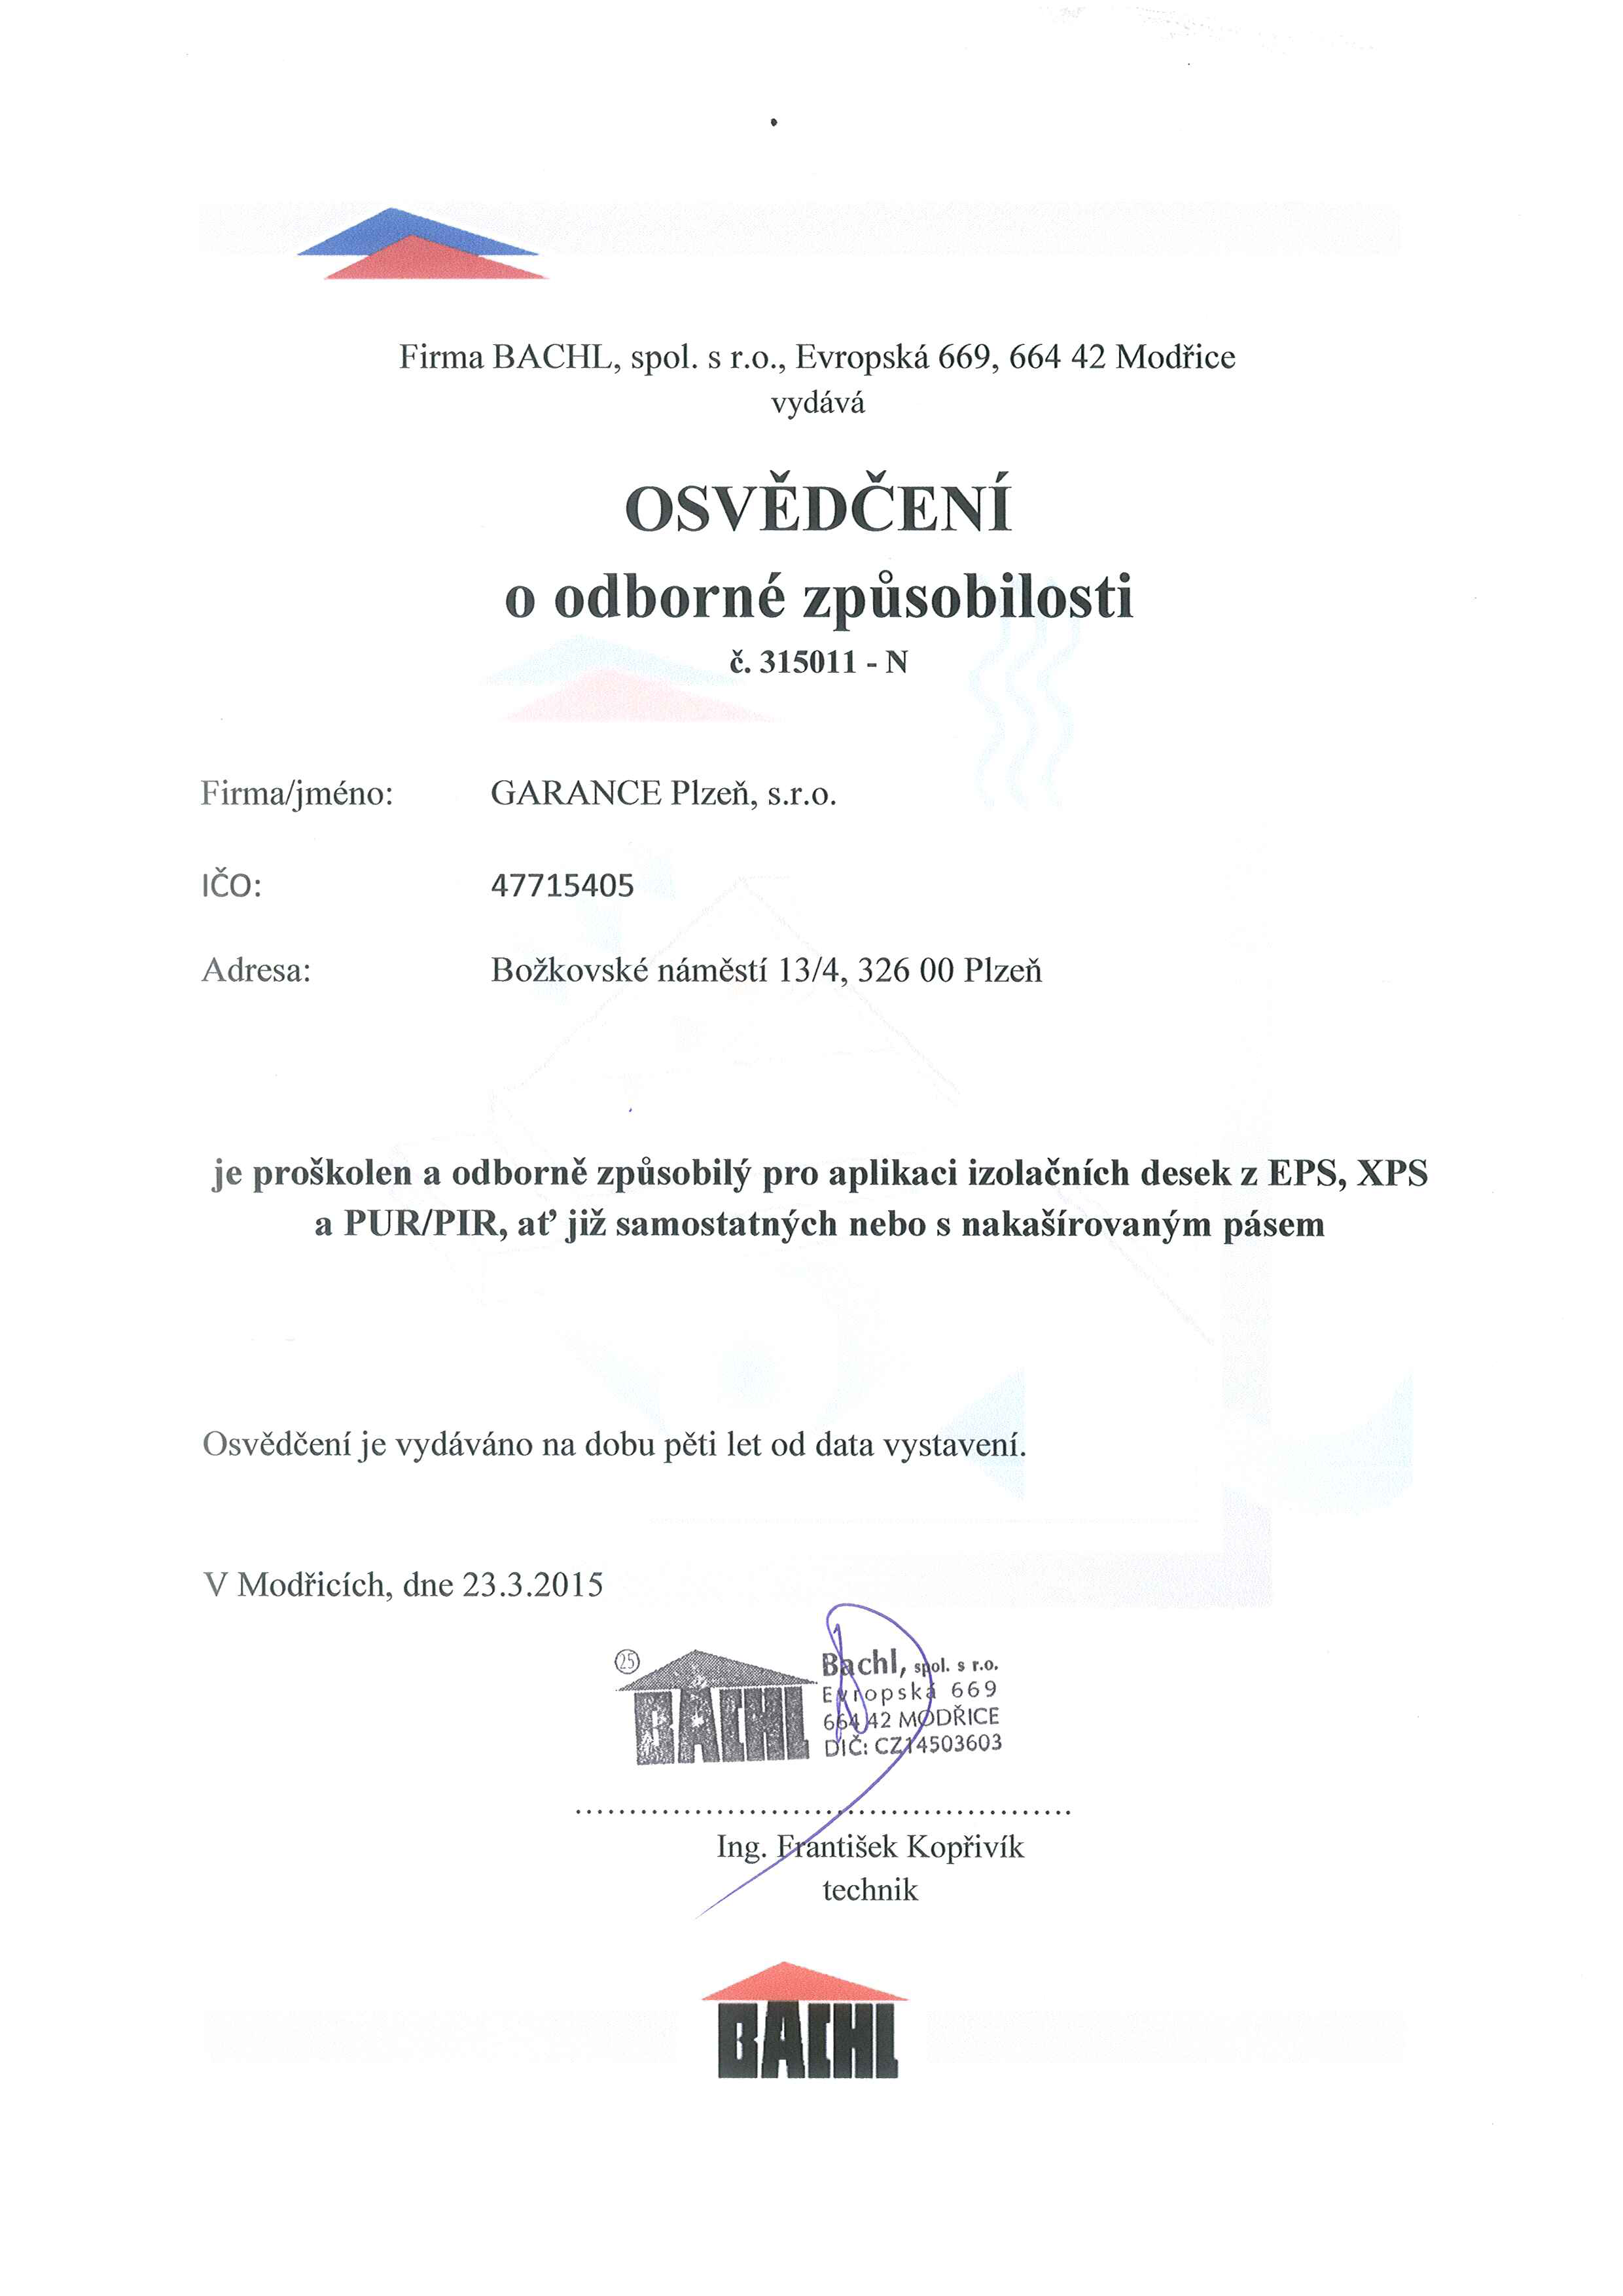 Firma BACHL, spol. s r.o., Evropská 669, 664 42 Modřice
vydává
OSVĚDČENÍ
o odborné způsobilosti
č. 315011 - N
Firma/jméno: GARANCE Plzeň, s.r.o.
IČO: 47715405
Adresa: Božkovské náměstí 13/4, 326 00 Plzeň
je proškolen a odborně způsobilý pro aplikaci izolačních desek z EPS, XPS
a PUR/PIR, ať již samostatných nebo s nakašírovaným pásem
Osvědčení je vydáváno na dobu pěti let od data vystavení.
V Modřicích, dne 23.3.2015
25
BACHL
Bachl, spol. s r.o.
Evropská 669
664 42 MODŘICE
DIČ: CZ14503603
Ing. František Kopřivík
technik
BACHL